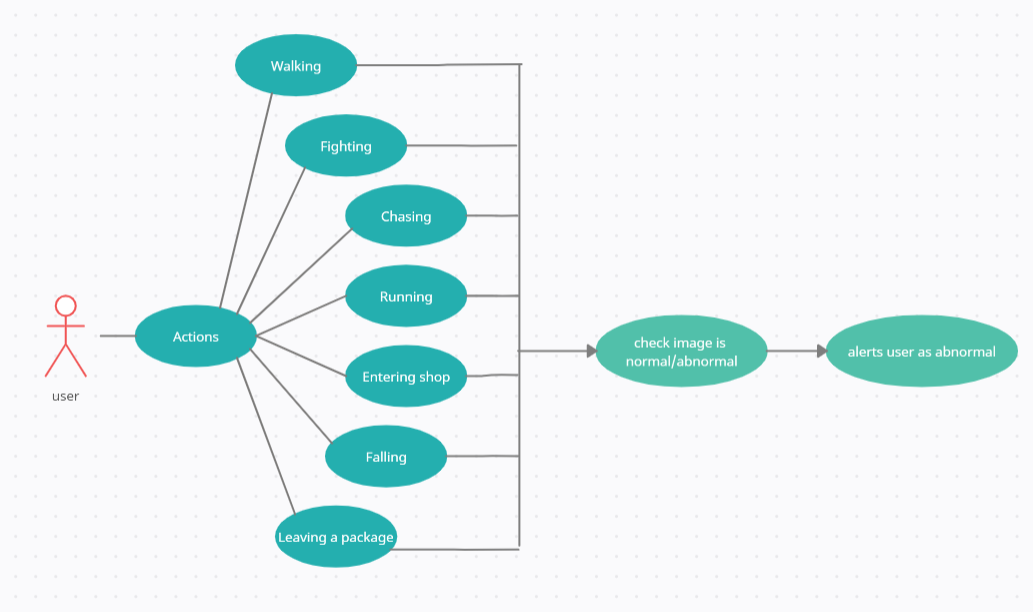 Walking
Fighting
Chasing
Running
Actions
Entering shop
Falling
Leaving a package
user
check image is
normal/abnormal
alerts user as abnormal